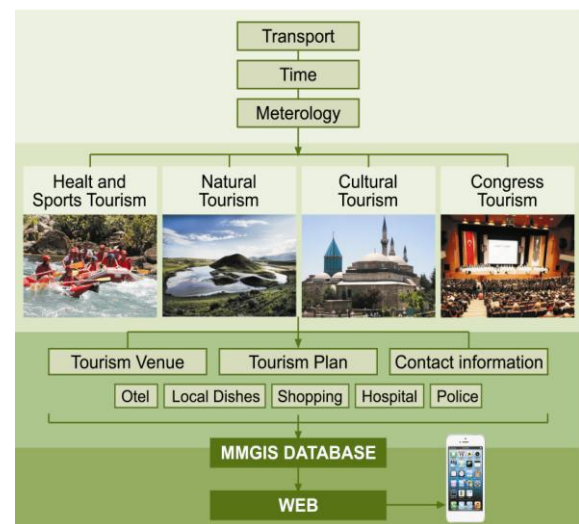 Transport
Time
Meterology
Healt and
Sports Tourism
Natural
Tourism
Cultural
Tourism
Congress
Tourism
Tourism Venue
Tourism Plan
Contact information
Otel
Local Dishes
Shopping
Hospital
Police
MMGIS DATABASE
WEB